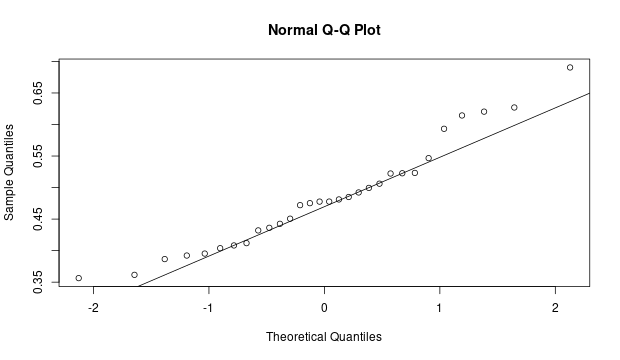 Normal Q-Q Plot
Sample Quantiles
0.65
0.55
0.45
0.35
-2 -1 0 1 2
Theoretical Quantiles